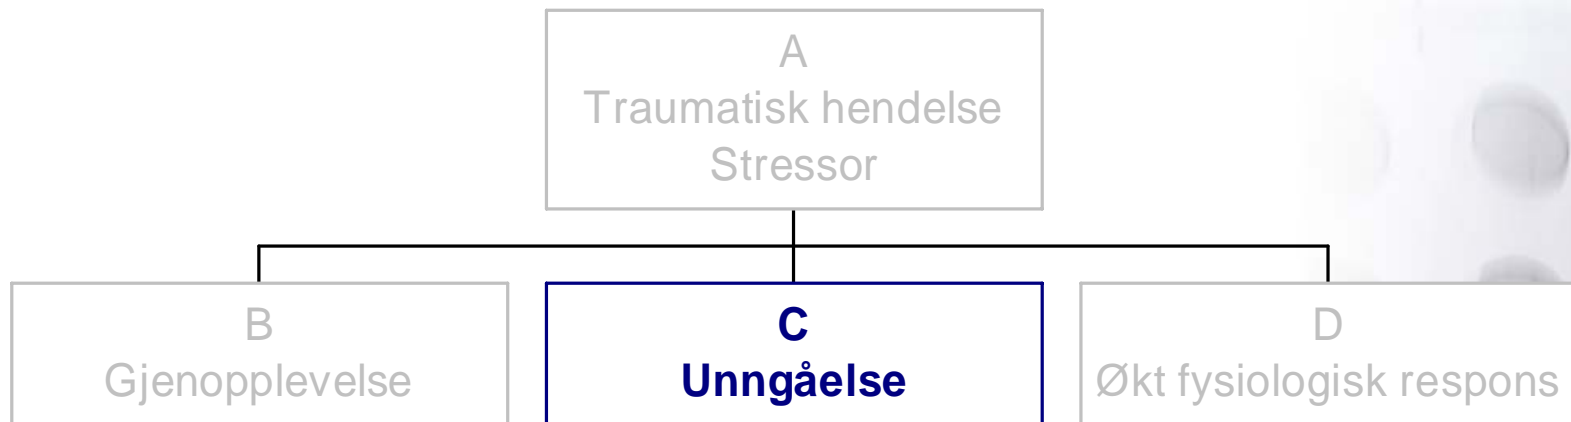 A
Traumatisk hendelse
Stressor
B
Gjenopplevelse
C
Unngåelse
D
Økt fysiologisk respons